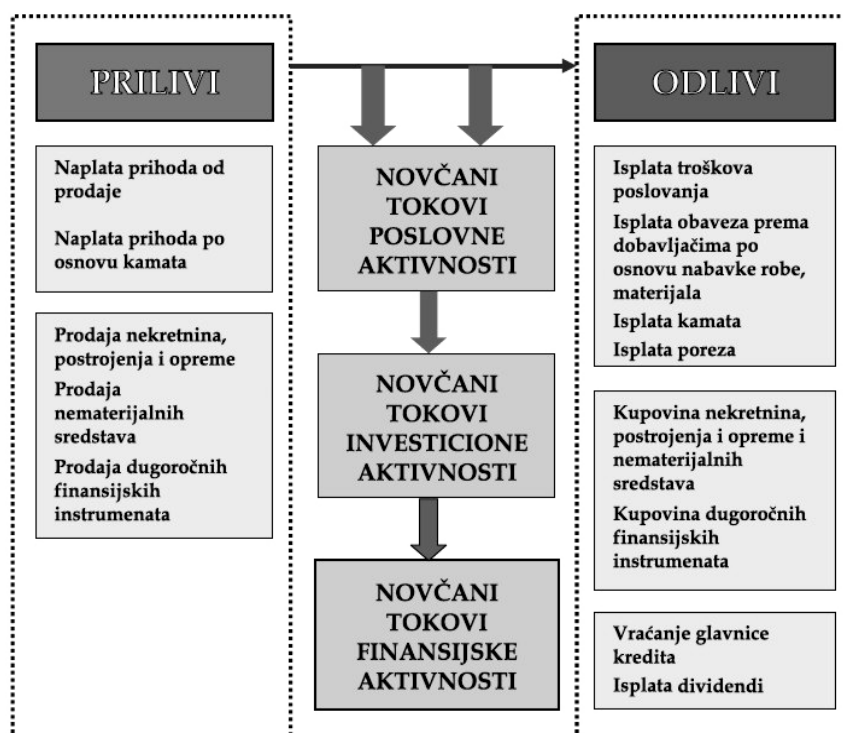 PRILIVI
Naplata prihoda od
prodaje
Naplata prihoda po
osnovu kamata
Prodaja nekretnina,
postrojenja i opreme
Prodaja
nematerijalnih
sredstava
Prodaja dugoročnih
finansijskih
instrumenata
NOVČANI
TOKOVI
POSLOVNE
AKTIVNOSTI
NOVČANI
TOKOVI
INVESTICIONE
AKTIVNOSTI
NOVČANI
TOKOVI
FINANSIJSKE
AKTIVNOSTI
ODLIVI
Isplata troškova
poslovanja
Isplata obaveza prema
dobavljačima po
osnovu nabavke robe,
materijala
Isplata kamata
Isplata poreza
Kupovina nekretnina,
postrojenja i opreme i
nematerijalnih
sredstava
Kupovina dugoročnih
finansijskih
instrumenata
Vraćanje glavnice
kredita
Isplata dividendi